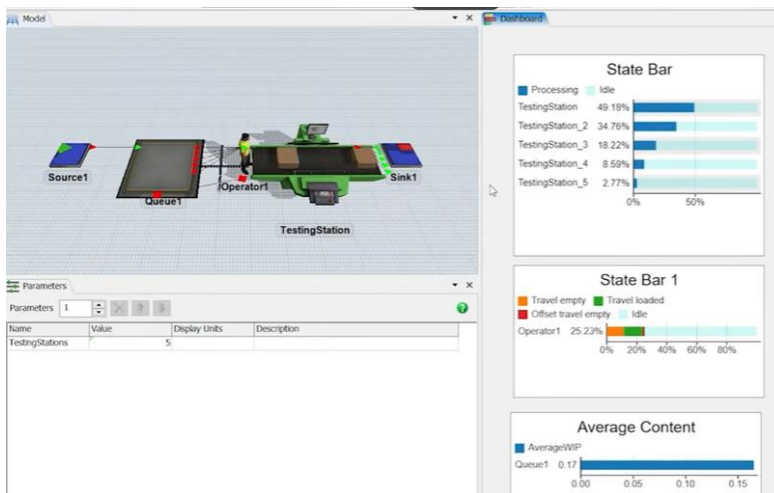 Model
Source1
Queue1
Operator1
Sink1
TestingStation
Parameters
Parameters 1
Name Value Display Units Description
TestingStations 5
Dashboard
State Bar
Processing Idle
TestingStation 49.18%
TestingStation_2 34.76%
TestingStation_3 18.22%
TestingStation_4 8.59%
TestingStation_5 2.77%
0% 50%
State Bar 1
Travel empty Travel loaded
Offset travel empty Idle
Operator1 25.23%
0% 20% 40% 60% 80%
Average Content
AverageWIP
Queue1 0.17
0.00 0.05 0.10 0.15